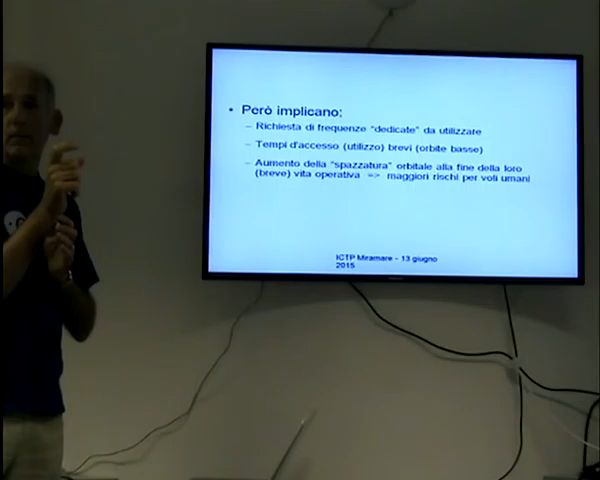 • Però implicano:
– Richiesta di frequenze "dedicate" da utilizzare
– Tempi d'accesso (utilizzo) brevi (orbite basse)
– Aumento della "spazzatura" orbitale alla fine della loro
(breve) vita operativa => maggiori rischi per voli umani
ICTP Miramare - 13 giugno
2015